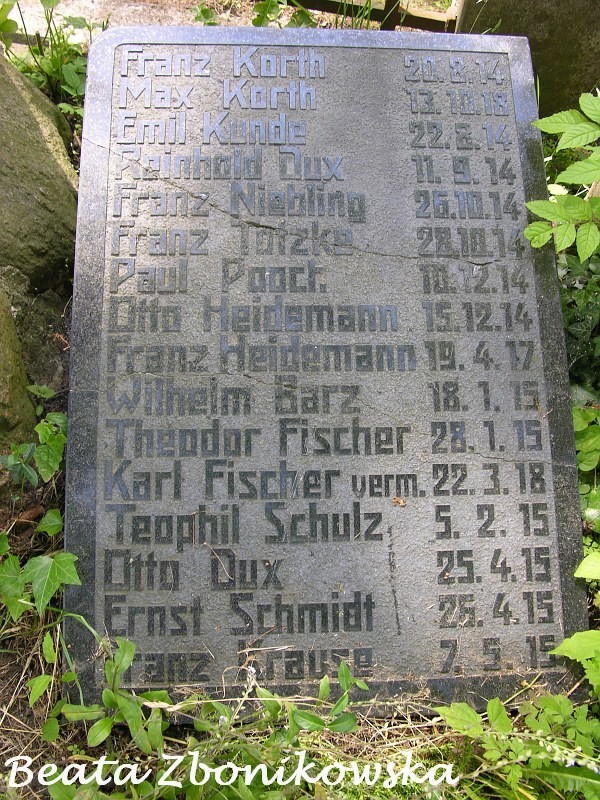 Franz Korth 20. 8. 14
Max Korth 13. 10. 18
Emil Kunde 22. 8. 14
Reinhold Dux 11. 9. 14
Franz Niebling 26. 10. 14
Franz Totzke 28. 10. 14
Paul 10. 12. 14
Otto Heidemann 15. 12. 14
Franz Heidemann 19. 4. 17
Wilhelm Barz 18. 1. 15
Theodor Fischer 28. 1. 15
Karl Fischer verm. 22. 3. 18
Teophil Schulz 5. 2. 15
Otto Dux 25. 4. 15
Ernst Schmidt 26. 4. 15
Franz Krause 7. 5. 15
Beata Zbonikowska